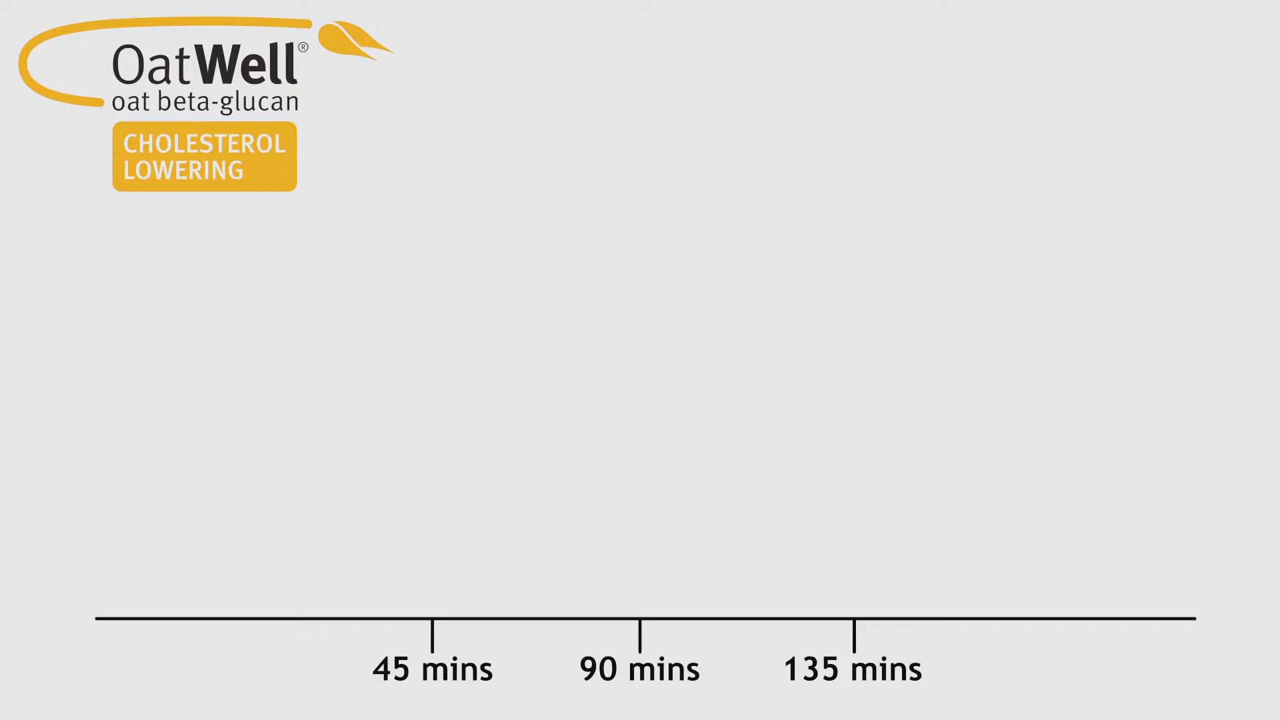 OatWell®
oat beta-glucan
CHOLESTEROL
LOWERING
45 mins 90 mins 135 mins